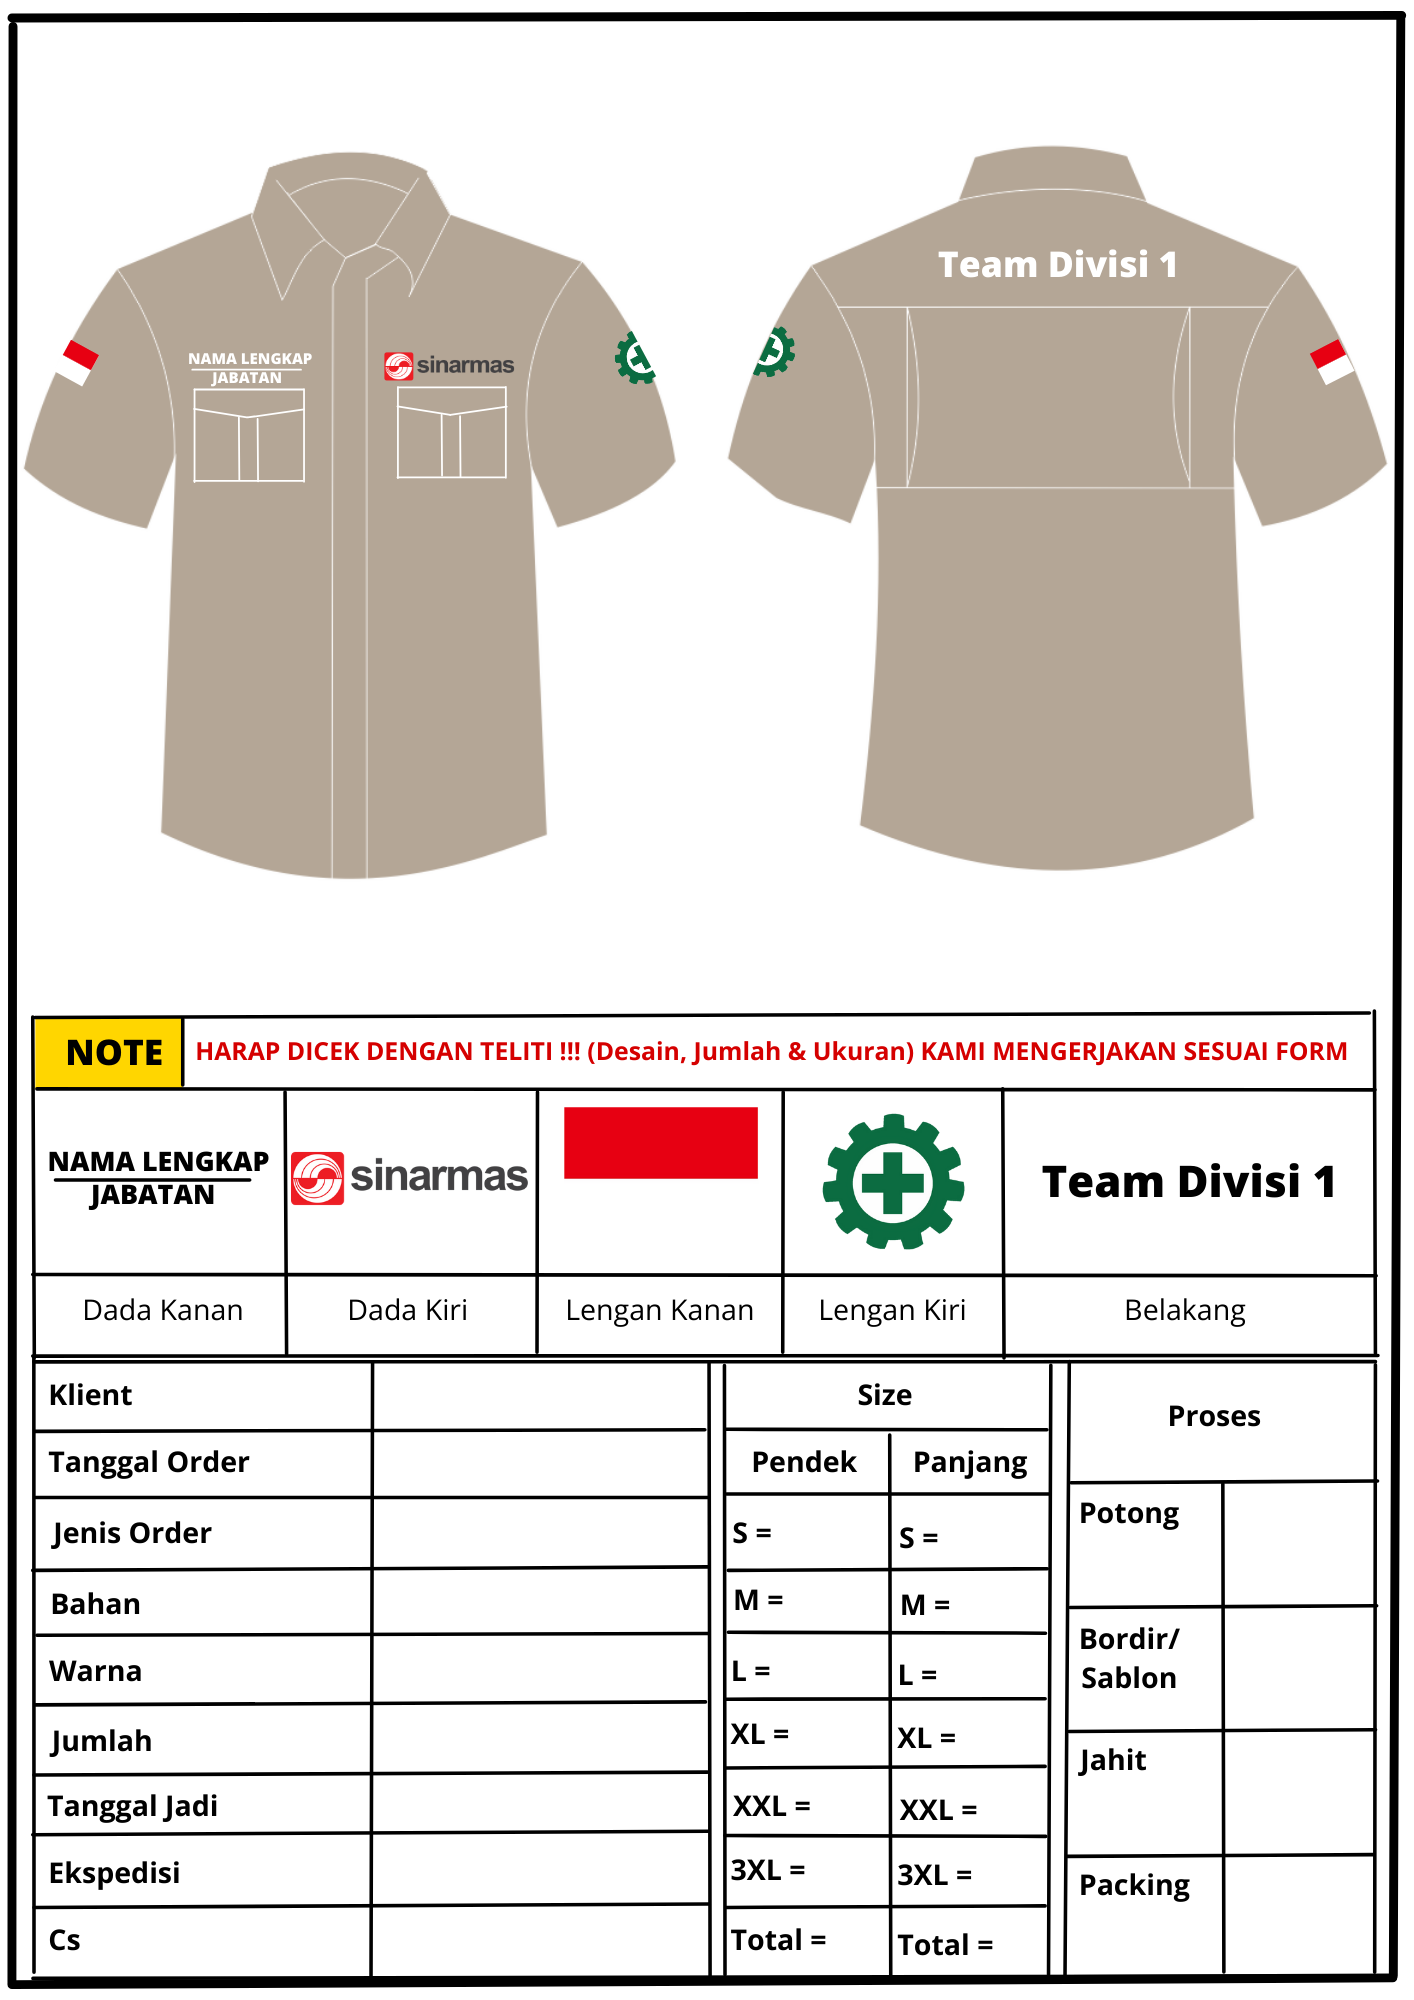 NAMA LENGKAP
JABATAN
sinarmas
Team Divisi 1
NOTE
HARAP DICEK DENGAN TELITI !!! (Desain, Jumlah & Ukuran) KAMI MENGERJAKAN SESUAI FORM
NAMA LENGKAP
JABATAN
sinarmas
Team Divisi 1
Dada Kanan
Dada Kiri
Lengan Kanan
Lengan Kiri
Belakang
Klient
Tanggal Order
Jenis Order
Bahan
Warna
Jumlah
Tanggal Jadi
Ekspedisi
Cs
Size
Pendek
Panjang
S =
S =
M =
M =
L =
L =
XL =
XL =
XXL =
XXL =
3XL =
3XL =
Total =
Total =
Proses
Potong
Bordir/
Sablon
Jahit
Packing